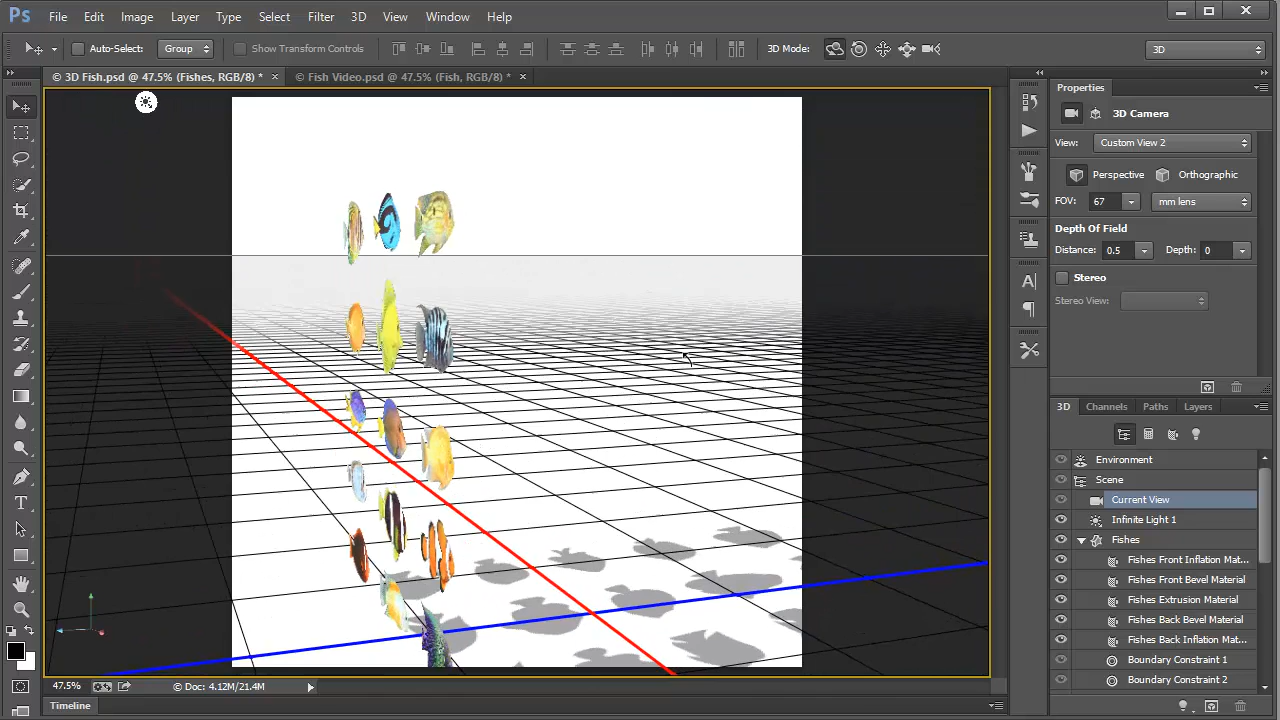 Ps File Edit Image Layer Type Select Filter 3D View Window Help
Auto-Select: Group Show Transform Controls 3D Mode: 3D
© 3D Fish.psd @ 47.5% (Fishes, RGB/8) * × © Fish Video.psd @ 47.5% (Fish, RGB/8) * ×
Properties
3D Camera
View: Custom View 2
Perspective Orthographic
FOV: 67 mm lens
Depth Of Field
Distance: 0.5 Depth: 0
Stereo
Stereo View:
3D Channels Paths Layers
Environment
Scene
Current View
Infinite Light 1
Fishes
Fishes Front Inflation Mat...
Fishes Front Bevel Material
Fishes Extrusion Material
Fishes Back Bevel Material
Fishes Back Inflation Mat...
Boundary Constraint 1
Boundary Constraint 2
47.5% © Doc: 4.12M/21.4M
Timeline